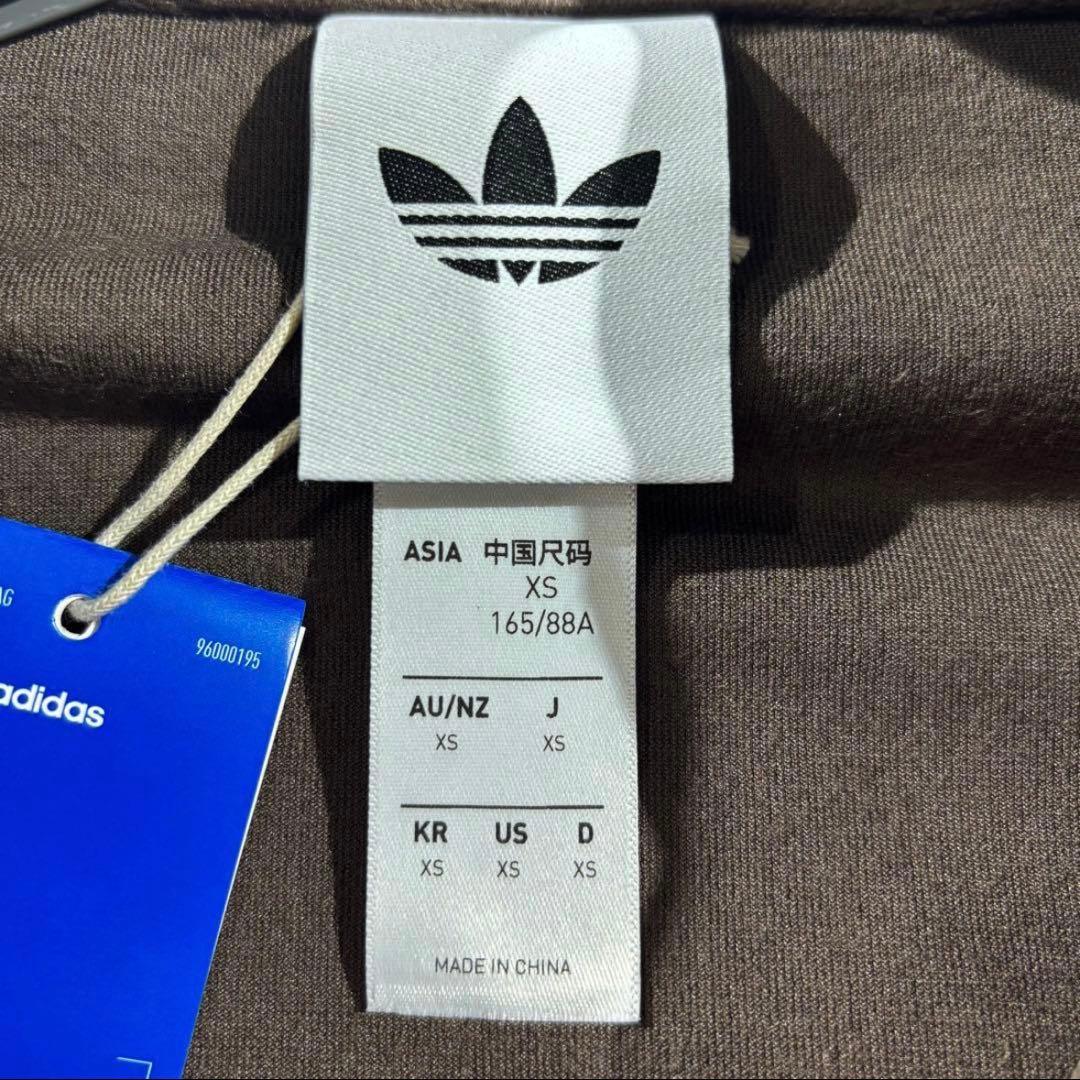 ASIA 中国尺码
XS
165/88A
AU/NZ J
XS XS
KR US D
XS XS XS
MADE IN CHINA
96000195
adidas